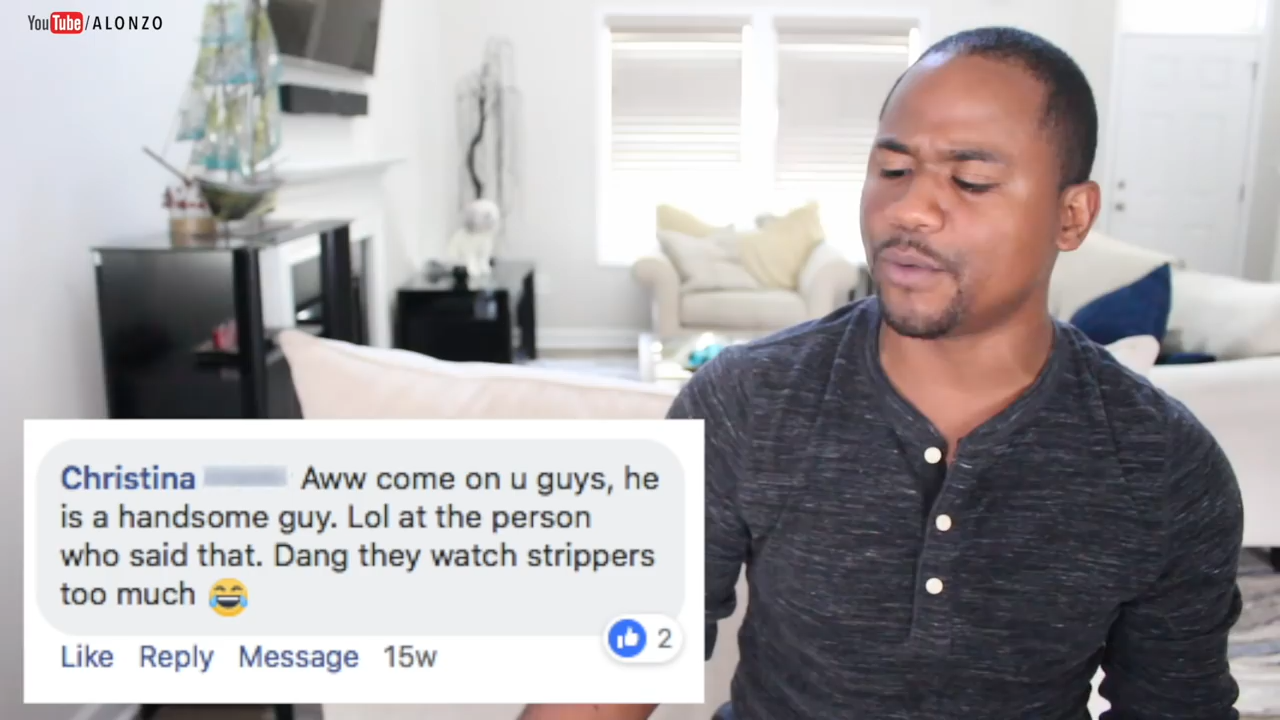 YouTube/ALONZO
Christina Aww come on u guys, he
is a handsome guy. Lol at the person
who said that. Dang they watch strippers
too much 😂
Like Reply Message 15w 2